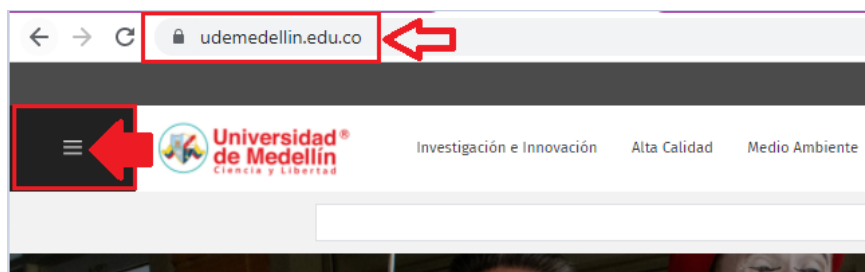 udemedellin.edu.co
Universidad®
de Medellín
Ciencia y Libertad
Investigación e Innovación Alta Calidad Medio Ambiente